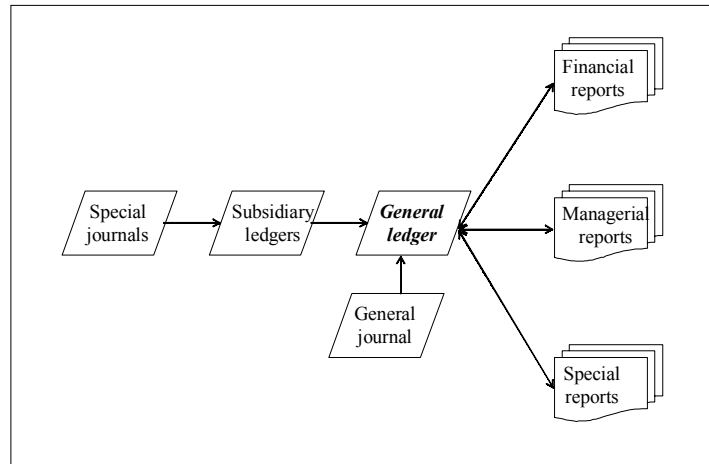 Financial
reports
Special
journals
Subsidiary
ledgers
General
ledger
Managerial
reports
General
journal
Special
reports